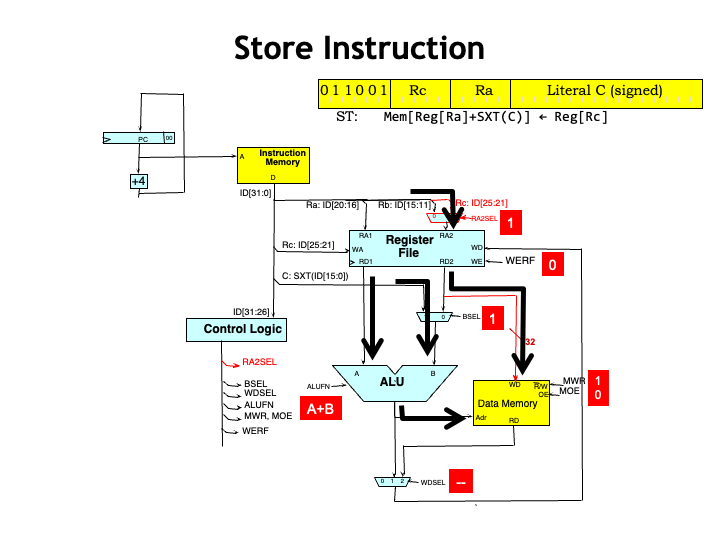 Store Instruction
0 1 1 0 0 1 Rc Ra Literal C (signed)
ST: Mem[Reg[Ra]+SXT(C)] ← Reg[Rc]
PC 00
+4
A Instruction Memory
D
ID[31:0]
Ra: ID[20:16] Rb: ID[15:11] Rc: ID[25:21]
0 RA2SEL 1
RA1 RA2
Rc: ID[25:21] WA Register File WD
RD1 RD2 WE WERF 0
C: SXT(ID[15:0])
ID[31:26]
1 0 BSEL 1
Control Logic
32
RA2SEL
BSEL
WDSEL
ALUFN
MWR, MOE
WERF
A ALU B
ALUFN
A+B
WD R/W MWR 1
OE MOE 0
Data Memory
Adr
RD
0 1 2 WDSEL --